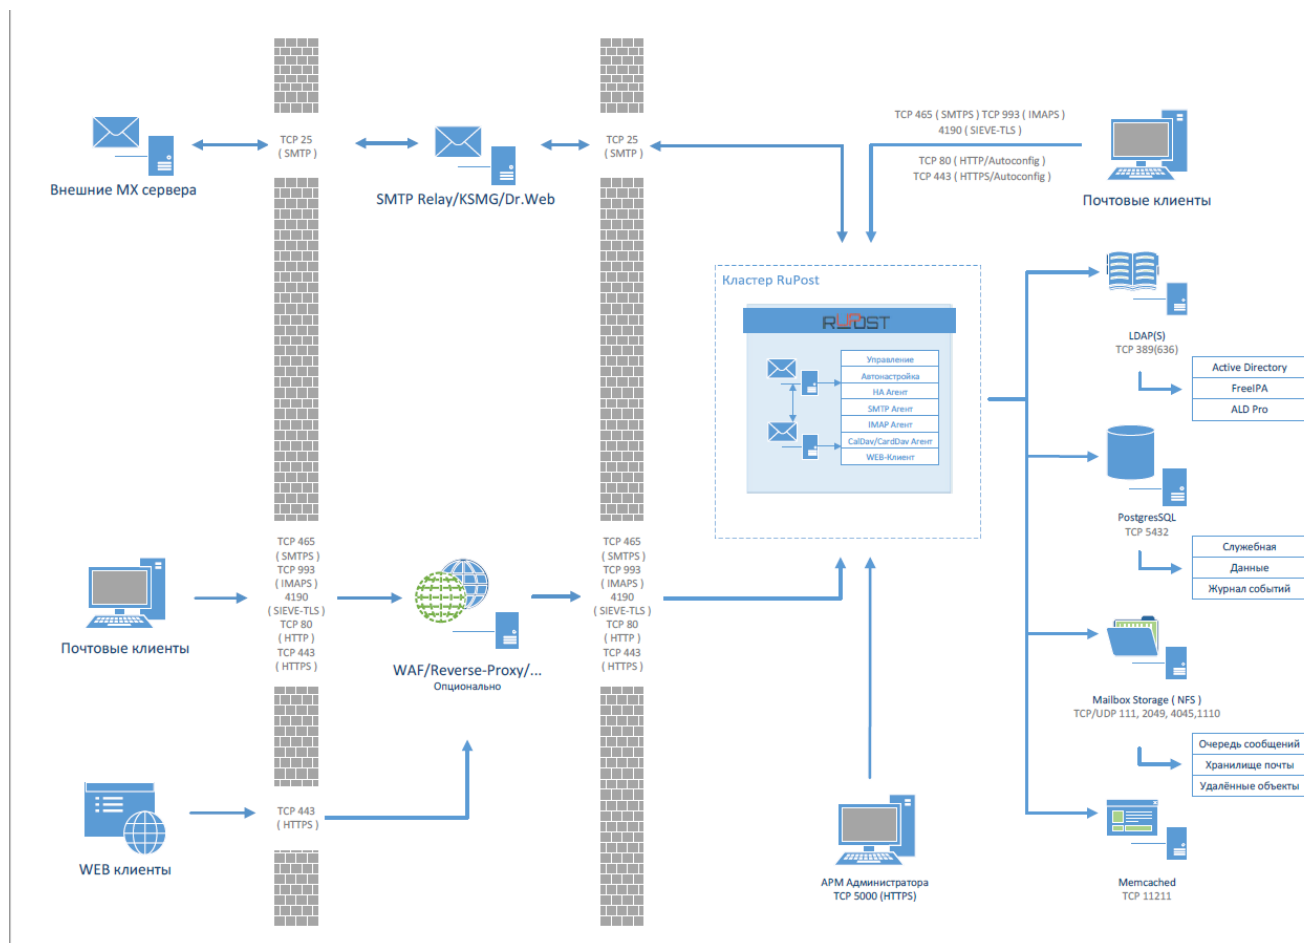 TCP 25
( SMTP )
TCP 25
( SMTP )
Внешние MX сервера
SMTP Relay/KSMG/Dr.Web
TCP 465 ( SMTPS ) TCP 993 ( IMAPS )
4190 ( SIEVE-TLS )
TCP 80 ( HTTP/Autoconfig )
TCP 443 ( HTTPS/Autoconfig )
Почтовые клиенты
Кластер RuPost
RUPOST
Управление
Автонастройка
HA Агент
SMTP Агент
IMAP Агент
CalDav/CardDav Агент
WEB-Клиент
LDAP(S)
TCP 389(636)
Active Directory
FreeIPA
ALD Pro
PostgresSQL
TCP 5432
Служебная
Данные
Журнал событий
Mailbox Storage ( NFS )
TCP/UDP 111, 2049, 4045,1110
Очередь сообщений
Хранилище почты
Удалённые объекты
Memcached
TCP 11211
TCP 465
( SMTPS )
TCP 993
( IMAPS )
4190
( SIEVE-TLS )
TCP 80
( HTTP )
TCP 443
( HTTPS )
TCP 465
( SMTPS )
TCP 993
( IMAPS )
4190
( SIEVE-TLS )
TCP 80
( HTTP )
TCP 443
( HTTPS )
Почтовые клиенты
WAF/Reverse-Proxy/...
Опционально
TCP 443
( HTTPS )
WEB клиенты
АРМ Администратора
TCP 5000 (HTTPS)